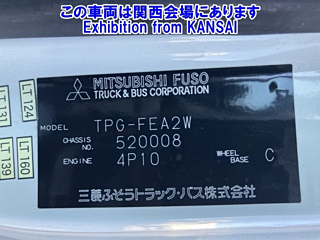 この車両は関西会場にあります
Exhibition from KANSAI
LT124
LT131
LT160
LT139
MITSUBISHI FUSO
TRUCK & BUS CORPORATION
MODEL TPG-FEA2W
CHASSIS NO. 520008
ENGINE 4P10 WHEEL BASE C
三菱ふそうトラック・バス株式会社